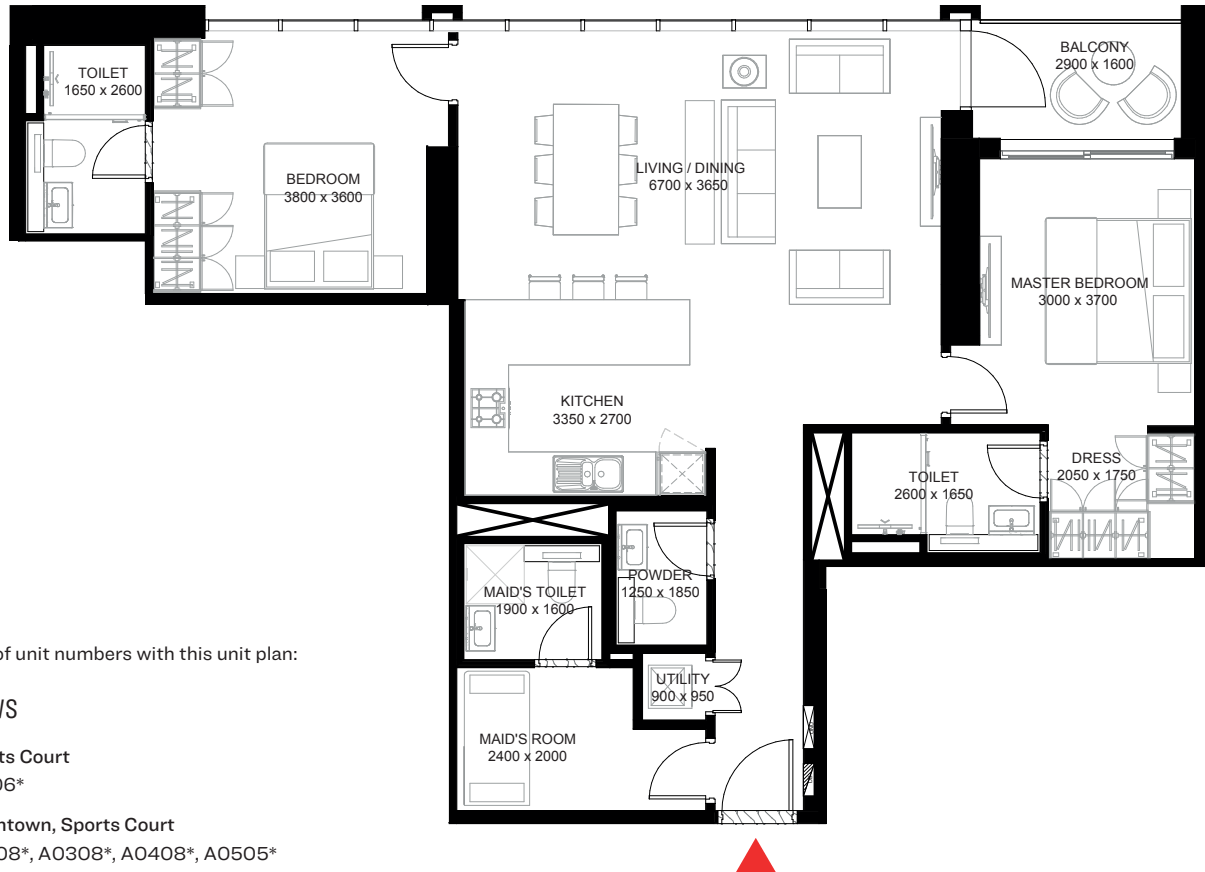 TOILET
1650 x 2600
BEDROOM
3800 x 3600
LIVING / DINING
6700 x 3650
BALCONY
2900 x 1600
MASTER BEDROOM
3000 x 3700
KITCHEN
3350 x 2700
TOILET
2600 x 1650
DRESS
2050 x 1750
POWDER
1250 x 1850
MAID'S TOILET
1900 x 1600
UTILITY
900 x 950
MAID'S ROOM
2400 x 2000
of unit numbers with this unit plan:
ts Court
06*
ntown, Sports Court
08*, A0308*, A0408*, A0505*